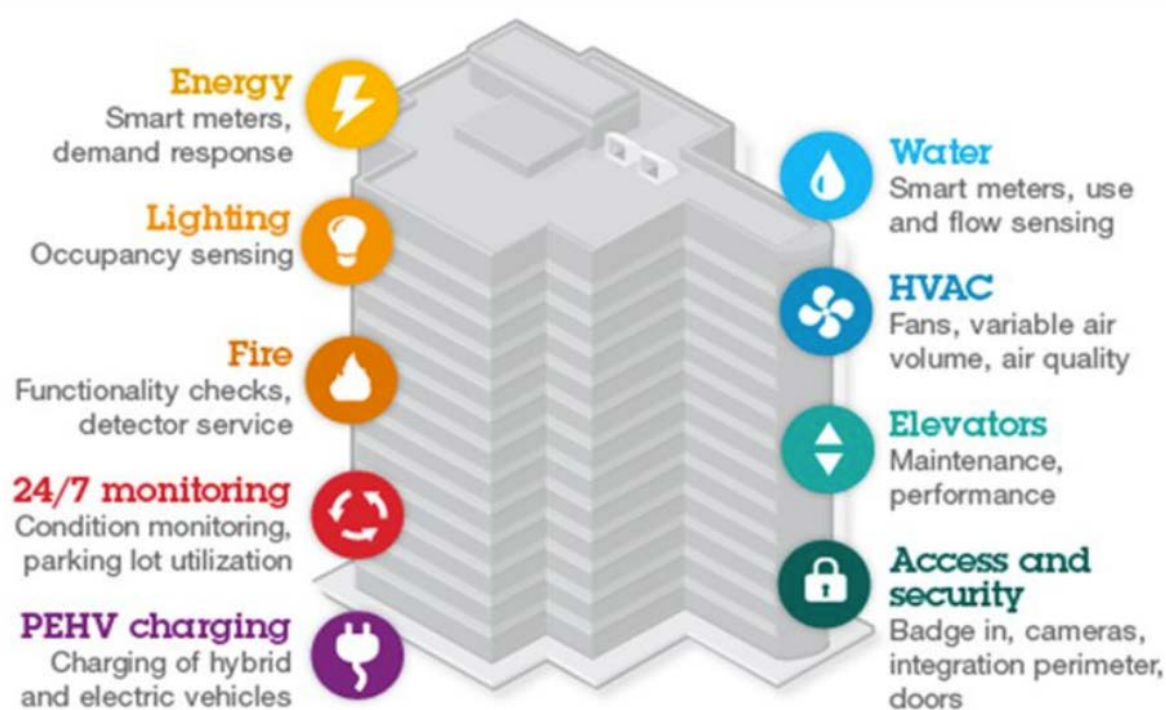 Energy
Smart meters,
demand response
Lighting
Occupancy sensing
Fire
Functionality checks,
detector service
24/7 monitoring
Condition monitoring,
parking lot utilization
PEHV charging
Charging of hybrid
and electric vehicles
Water
Smart meters, use
and flow sensing
HVAC
Fans, variable air
volume, air quality
Elevators
Maintenance,
performance
Access and
security
Badge in, cameras,
integration perimeter,
doors